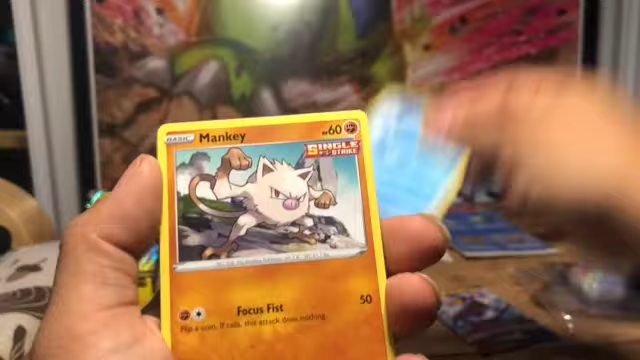 BASIC Mankey HP60
SINGLE
STRIKE
Focus Fist 50
Flip a coin. If tails, this attack does nothing.